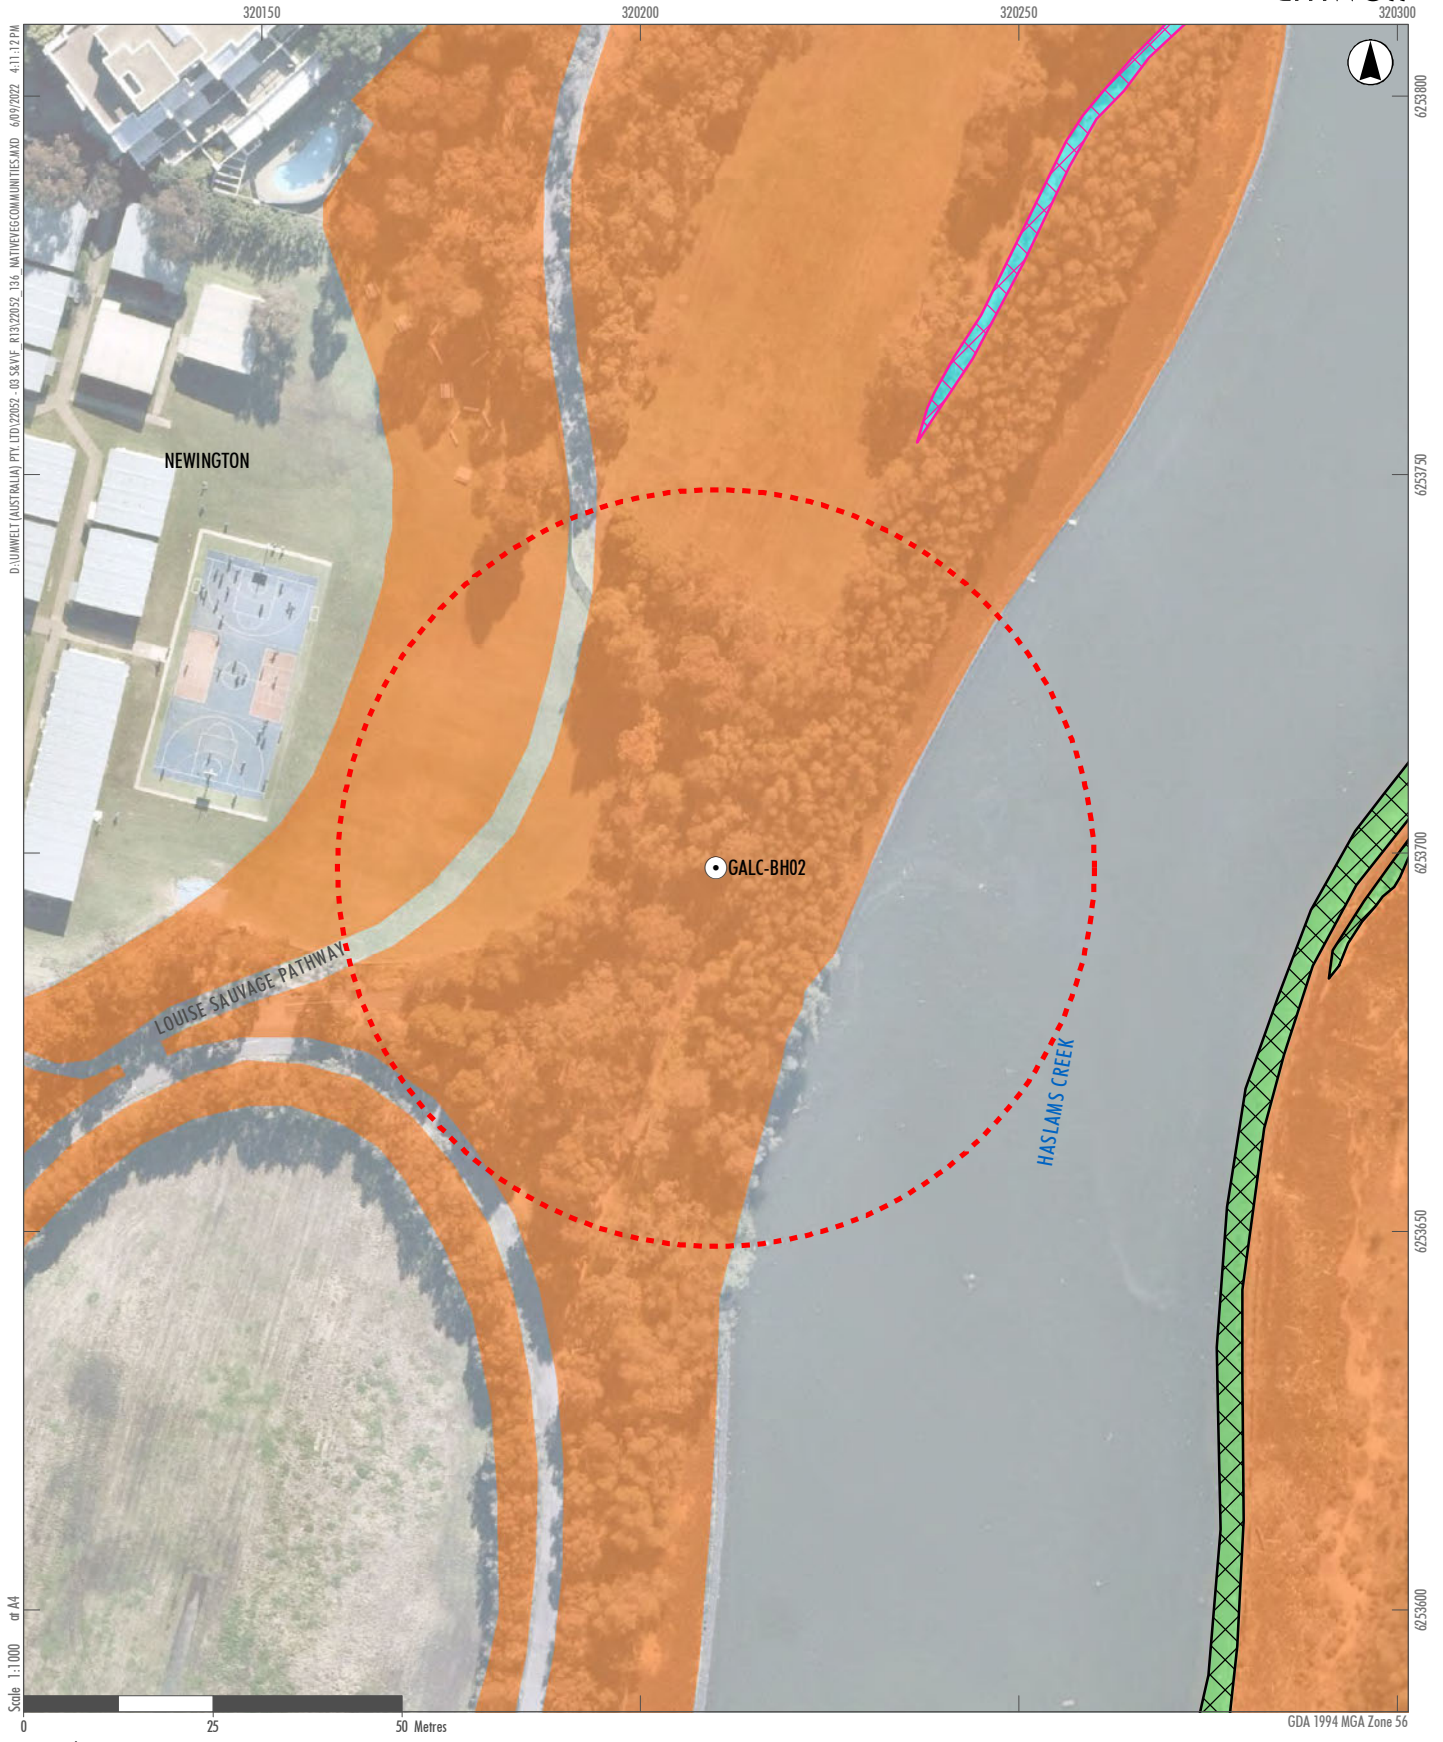 320150
320200
320250
320300
D:\UMWELT (AUSTRALIA) PTY. LTD\22052 - 03 S&V\F_R13\22052_136_NATIVEVEGCOMMUNITIES.MXD 6/09/2022 4:11:12 PM
6253800
NEWINGTON
6253750
GALC-BH02
6253700
LOUISE SAUVAGE PATHWAY
HASLAMS CREEK
6253650
6253600
Scale 1:1000 at A4
0
25
50 Metres
GDA 1994 MGA Zone 56